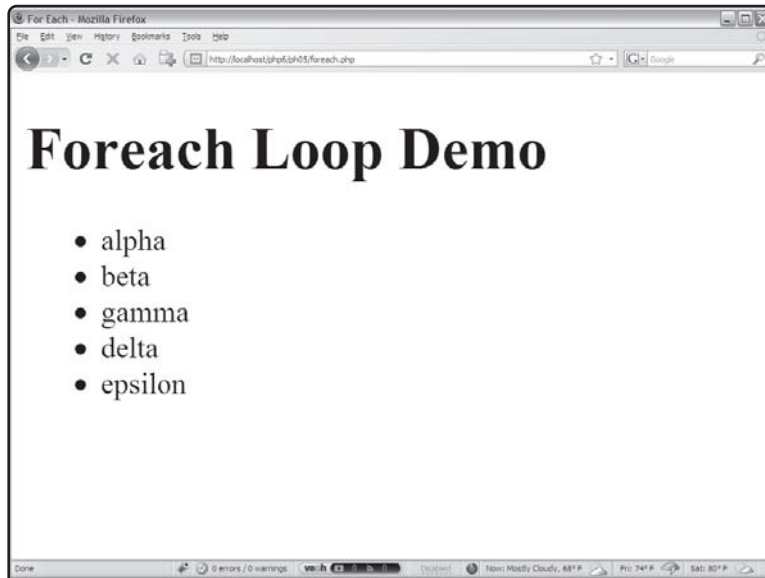 For Each - Mozilla Firefox
File Edit View History Bookmarks Tools Help
http://localhost/php6/ph05/foreach.php
G Google
Foreach Loop Demo
• alpha
• beta
• gamma
• delta
• epsilon
Done 0 errors / 0 warnings Disabled Now: Mostly Cloudy, 68° F Fri: 74° F Sat: 80° F